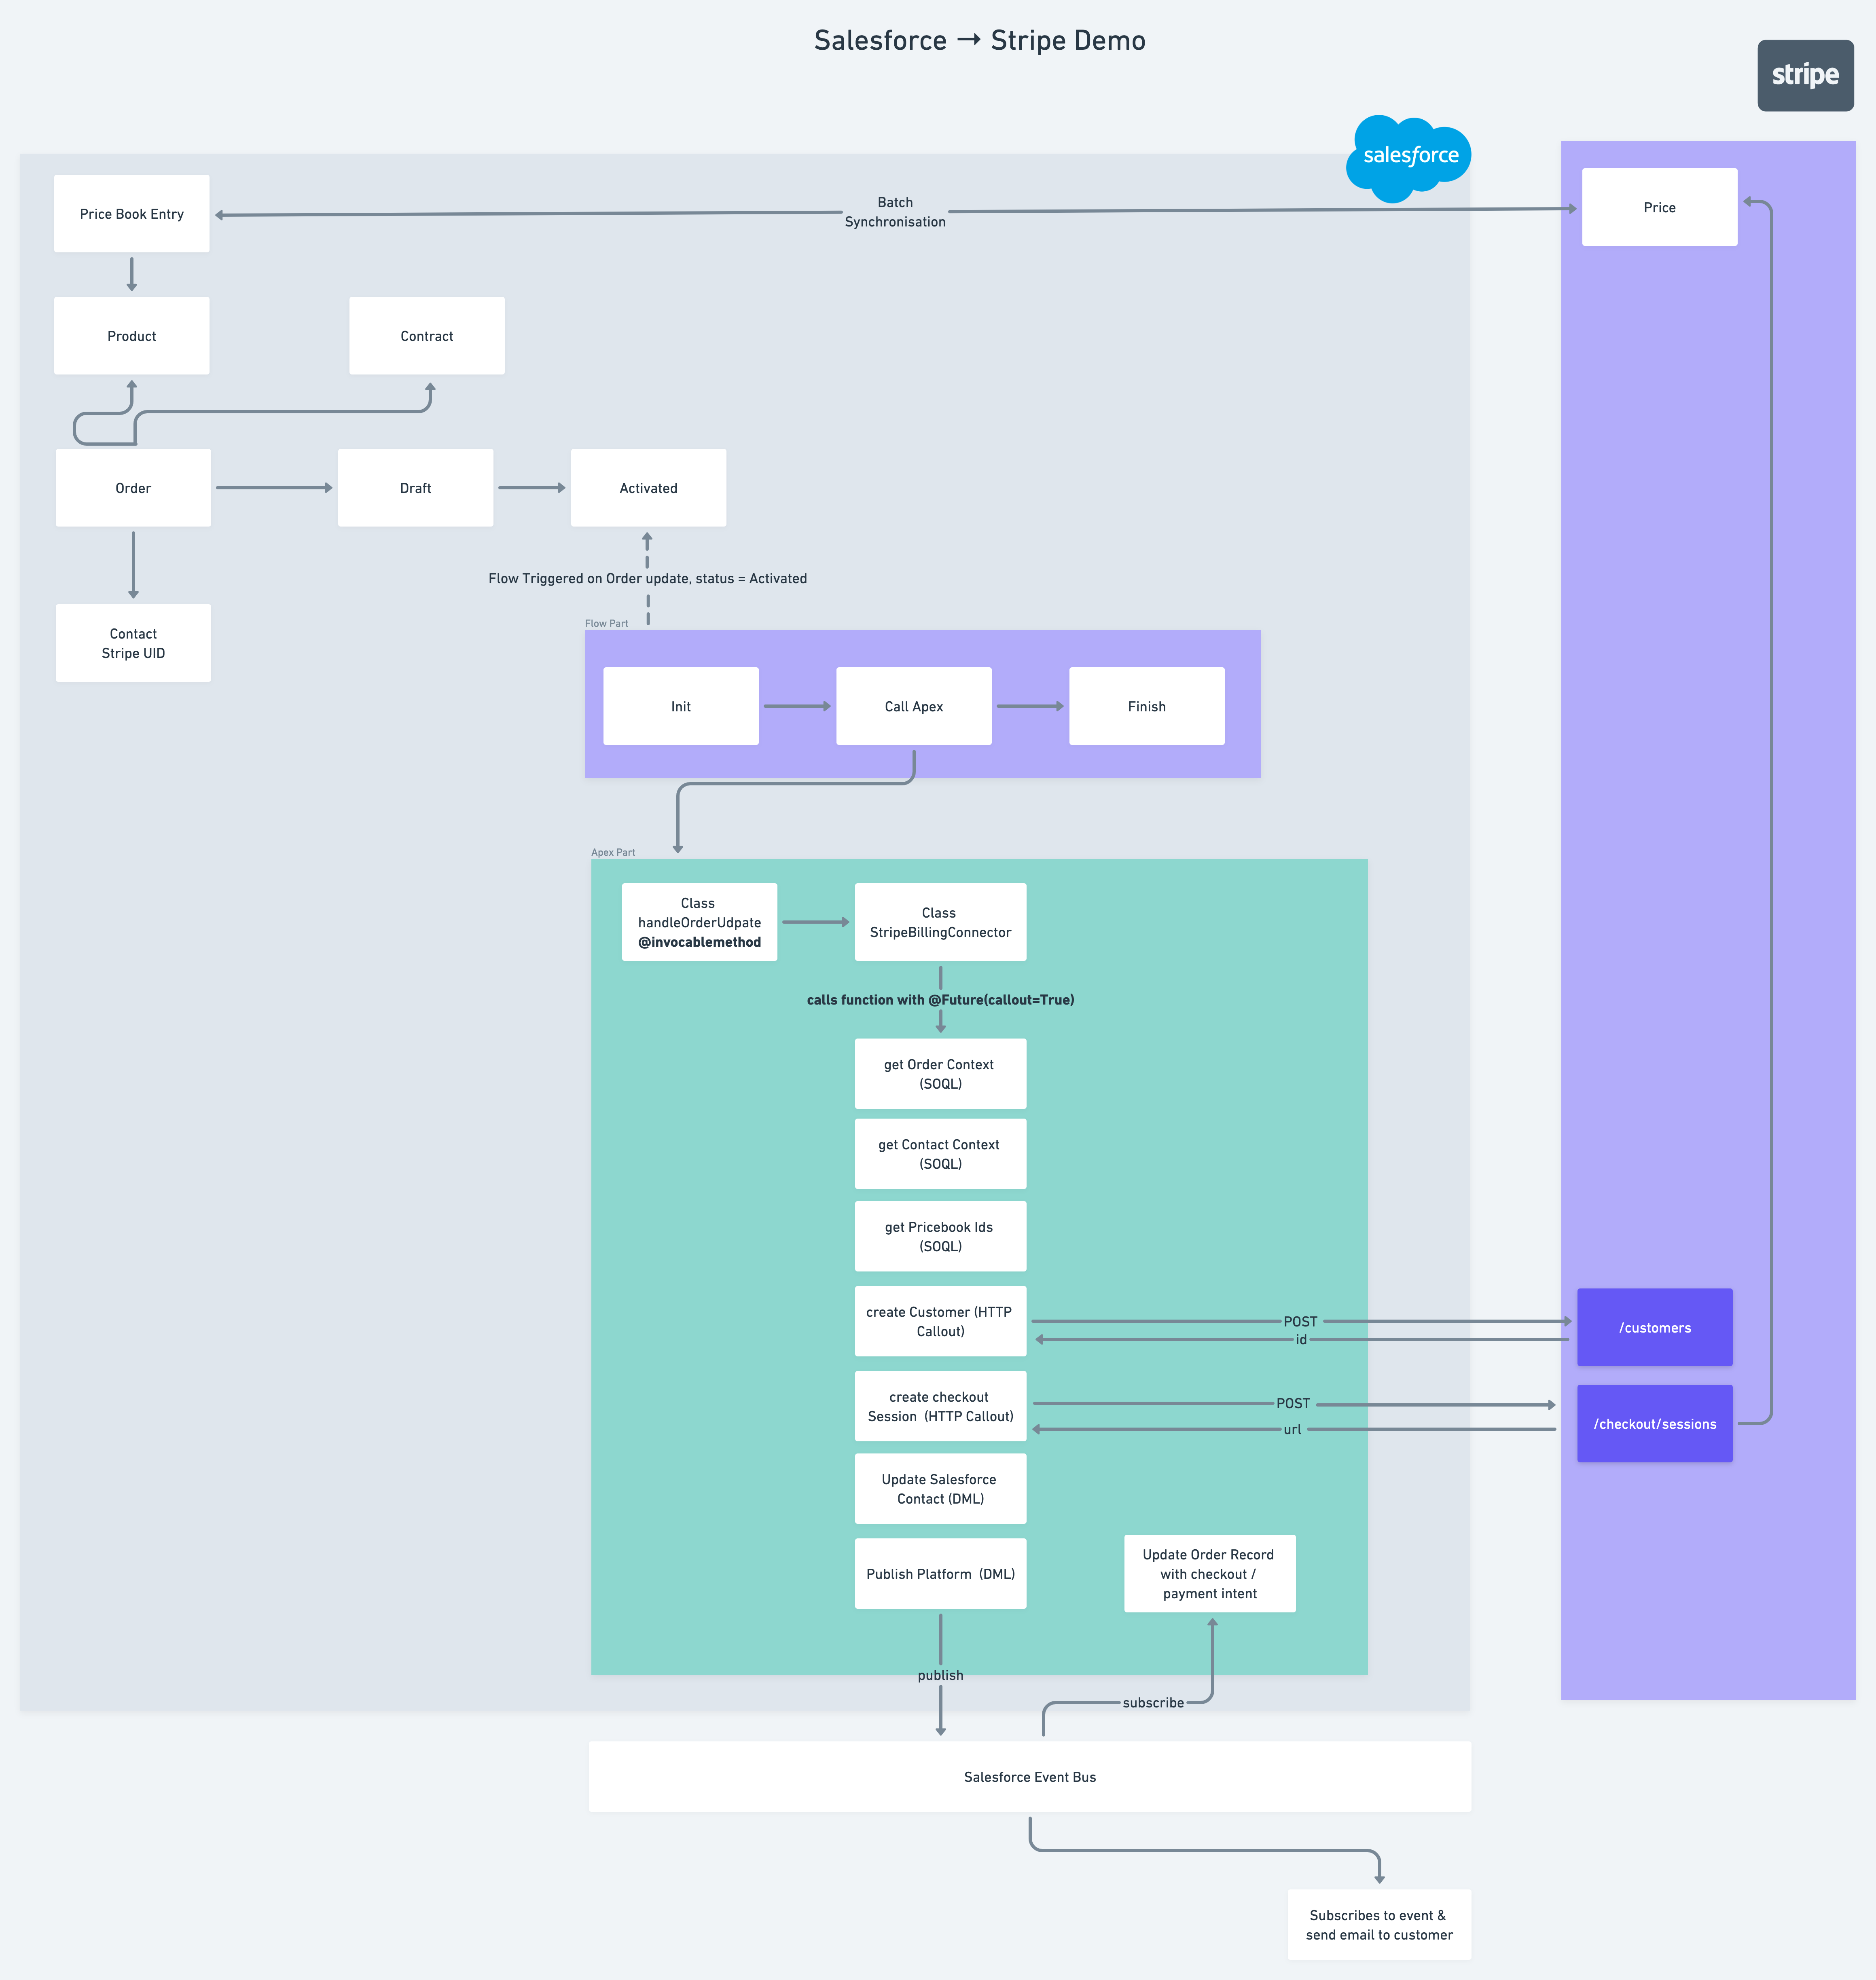 Salesforce → Stripe Demo
stripe
salesforce
Price Book Entry
Batch
Synchronisation
Price
Product
Contract
Order
Draft
Activated
Flow Triggered on Order update, status = Activated
Contact
Stripe UID
Flow Part
Init
Call Apex
Finish
Apex Part
Class
handleOrderUdpate
@invocablemethod
Class
StripeBillingConnector
calls function with @Future(callout=True)
get Order Context
(SOQL)
get Contact Context
(SOQL)
get Pricebook Ids
(SOQL)
create Customer (HTTP
Callout)
POST
id
/customers
create checkout
Session (HTTP Callout)
POST
url
/checkout/sessions
Update Salesforce
Contact (DML)
Publish Platform (DML)
Update Order Record
with checkout /
payment intent
publish
subscribe
Salesforce Event Bus
Subscribes to event &
send email to customer